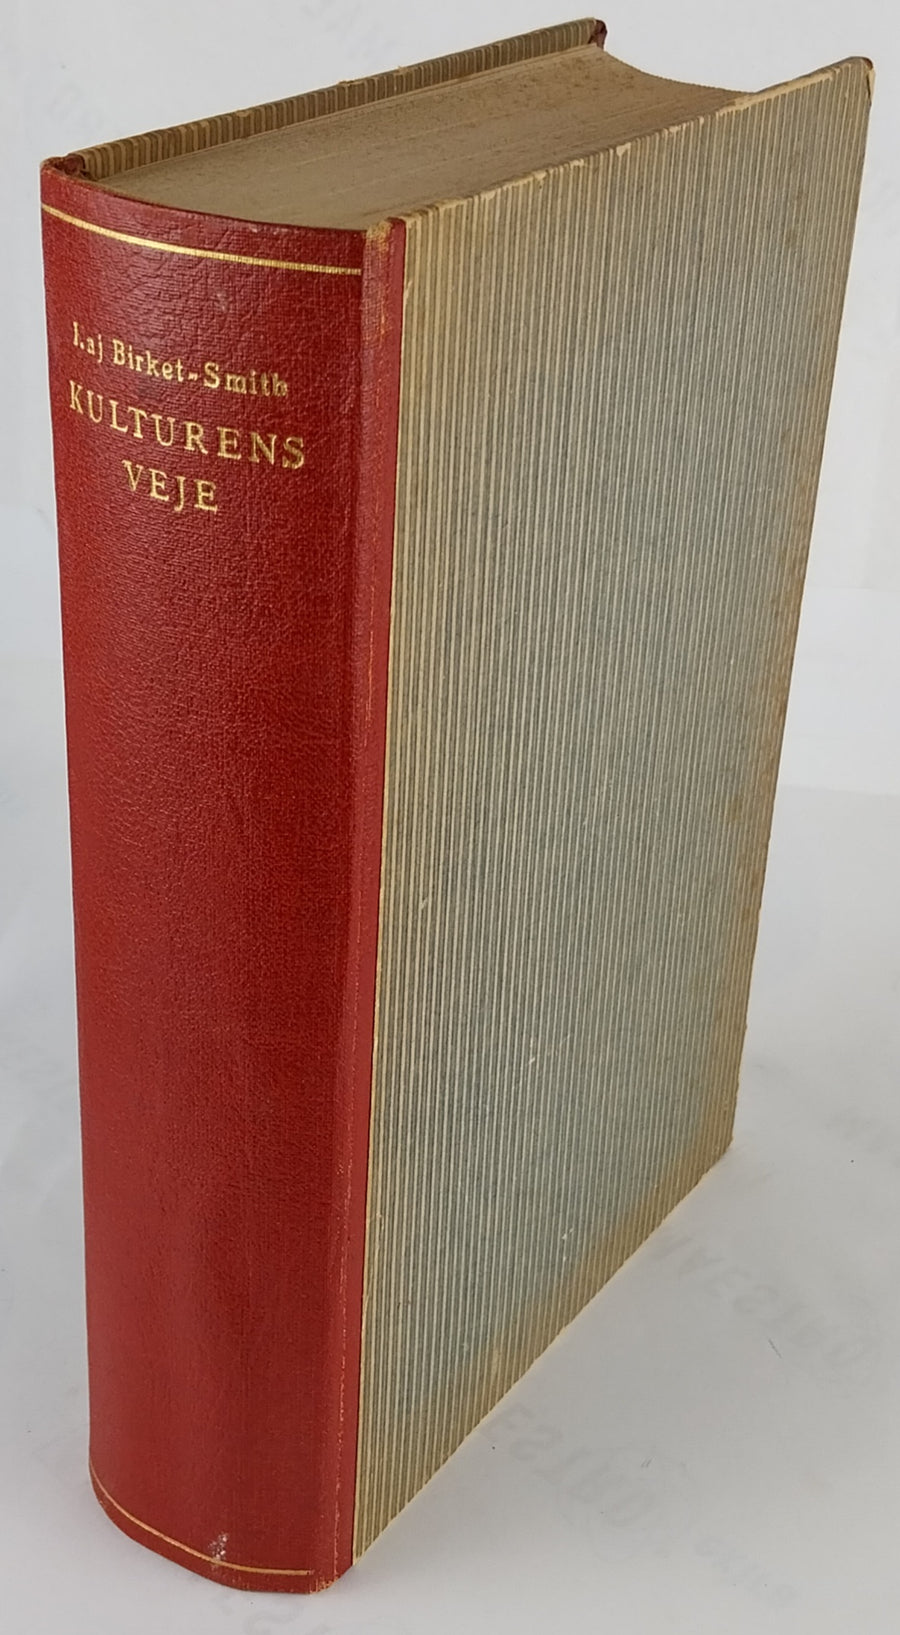 Kaj Birket-Smith
KULTURENS
VEJE